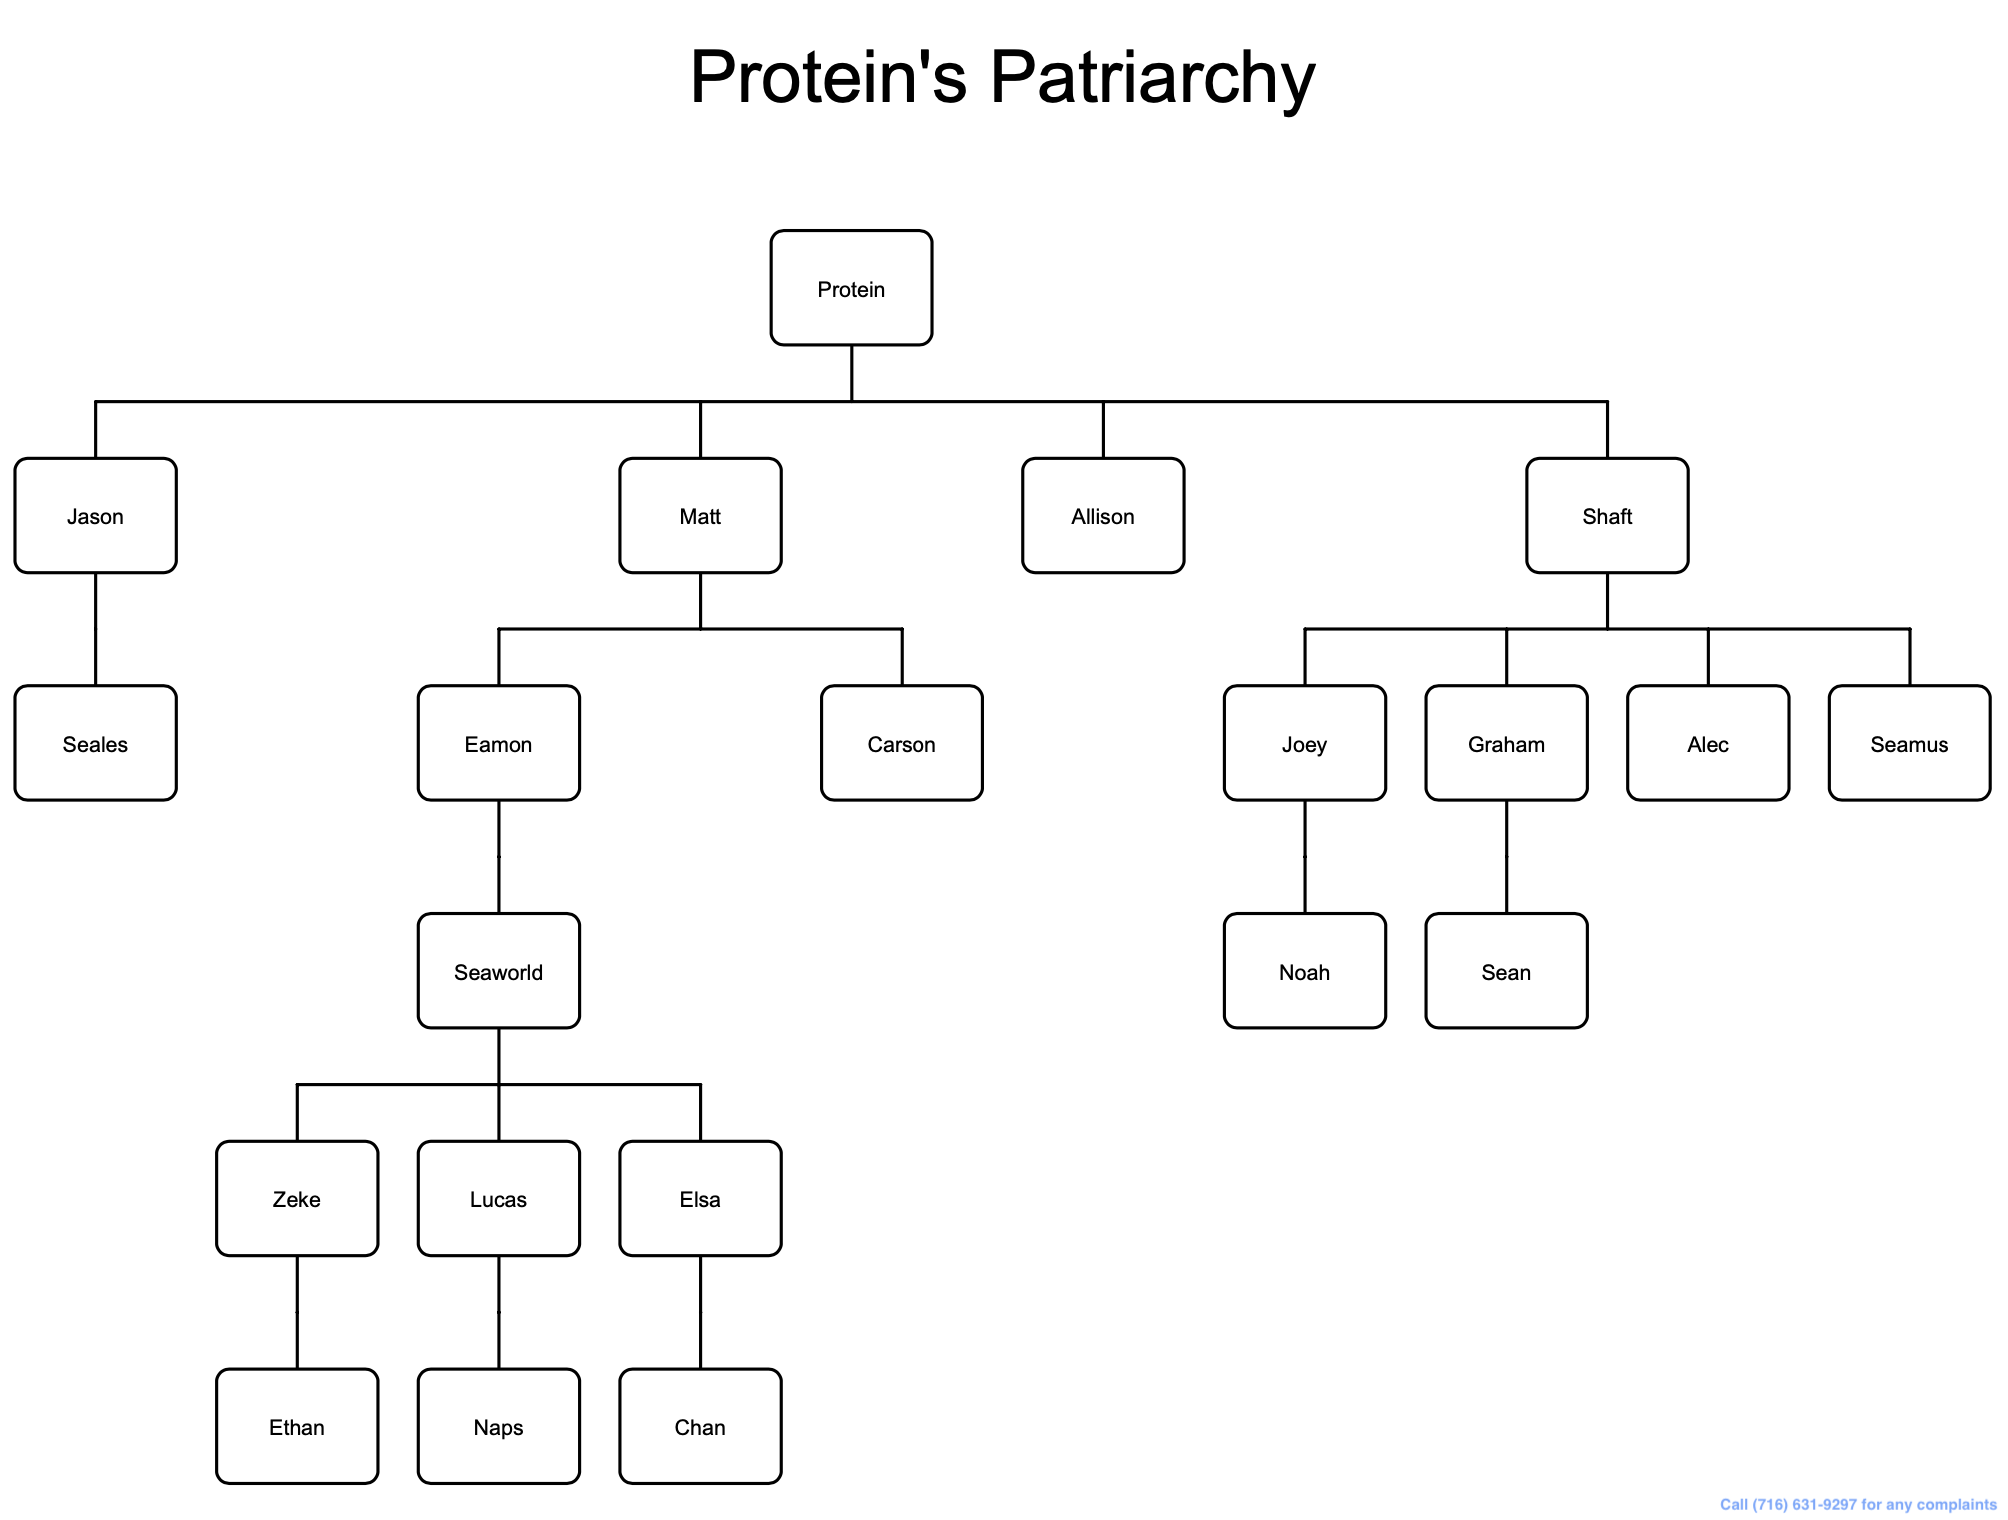 Protein's Patriarchy
Protein
Jason
Matt
Allison
Shaft
Seales
Eamon
Carson
Joey
Graham
Alec
Seamus
Seaworld
Noah
Sean
Zeke
Lucas
Elsa
Ethan
Naps
Chan
Call (716) 631-9297 for any complaints